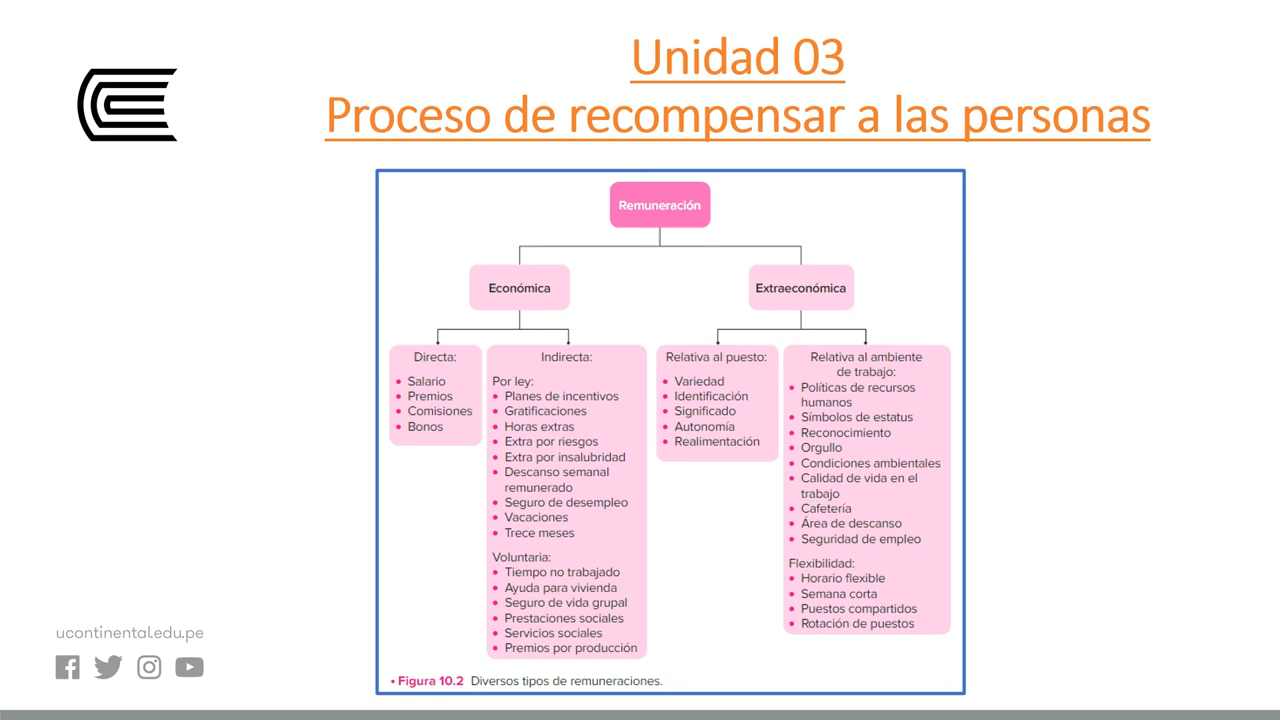 Unidad 03
Proceso de recompensar a las personas
Remuneración
Económica
Extraeconómica
Directa:
• Salario
• Premios
• Comisiones
• Bonos
Indirecta:
Por ley:
• Planes de incentivos
• Gratificaciones
• Horas extras
• Extra por riesgos
• Extra por insalubridad
• Descanso semanal
remunerado
• Seguro de desempleo
• Vacaciones
• Trece meses
Voluntaria:
• Tiempo no trabajado
• Ayuda para vivienda
• Seguro de vida grupal
• Prestaciones sociales
• Servicios sociales
• Premios por producción
Relativa al puesto:
• Variedad
• Identificación
• Significado
• Autonomía
• Realimentación
Relativa al ambiente
de trabajo:
• Políticas de recursos
humanos
• Símbolos de estatus
• Reconocimiento
• Orgullo
• Condiciones ambientales
• Calidad de vida en el
trabajo
• Cafetería
• Área de descanso
• Seguridad de empleo
Flexibilidad:
• Horario flexible
• Semana corta
• Puestos compartidos
• Rotación de puestos
• Figura 10.2 Diversos tipos de remuneraciones.
ucontinental.edu.pe